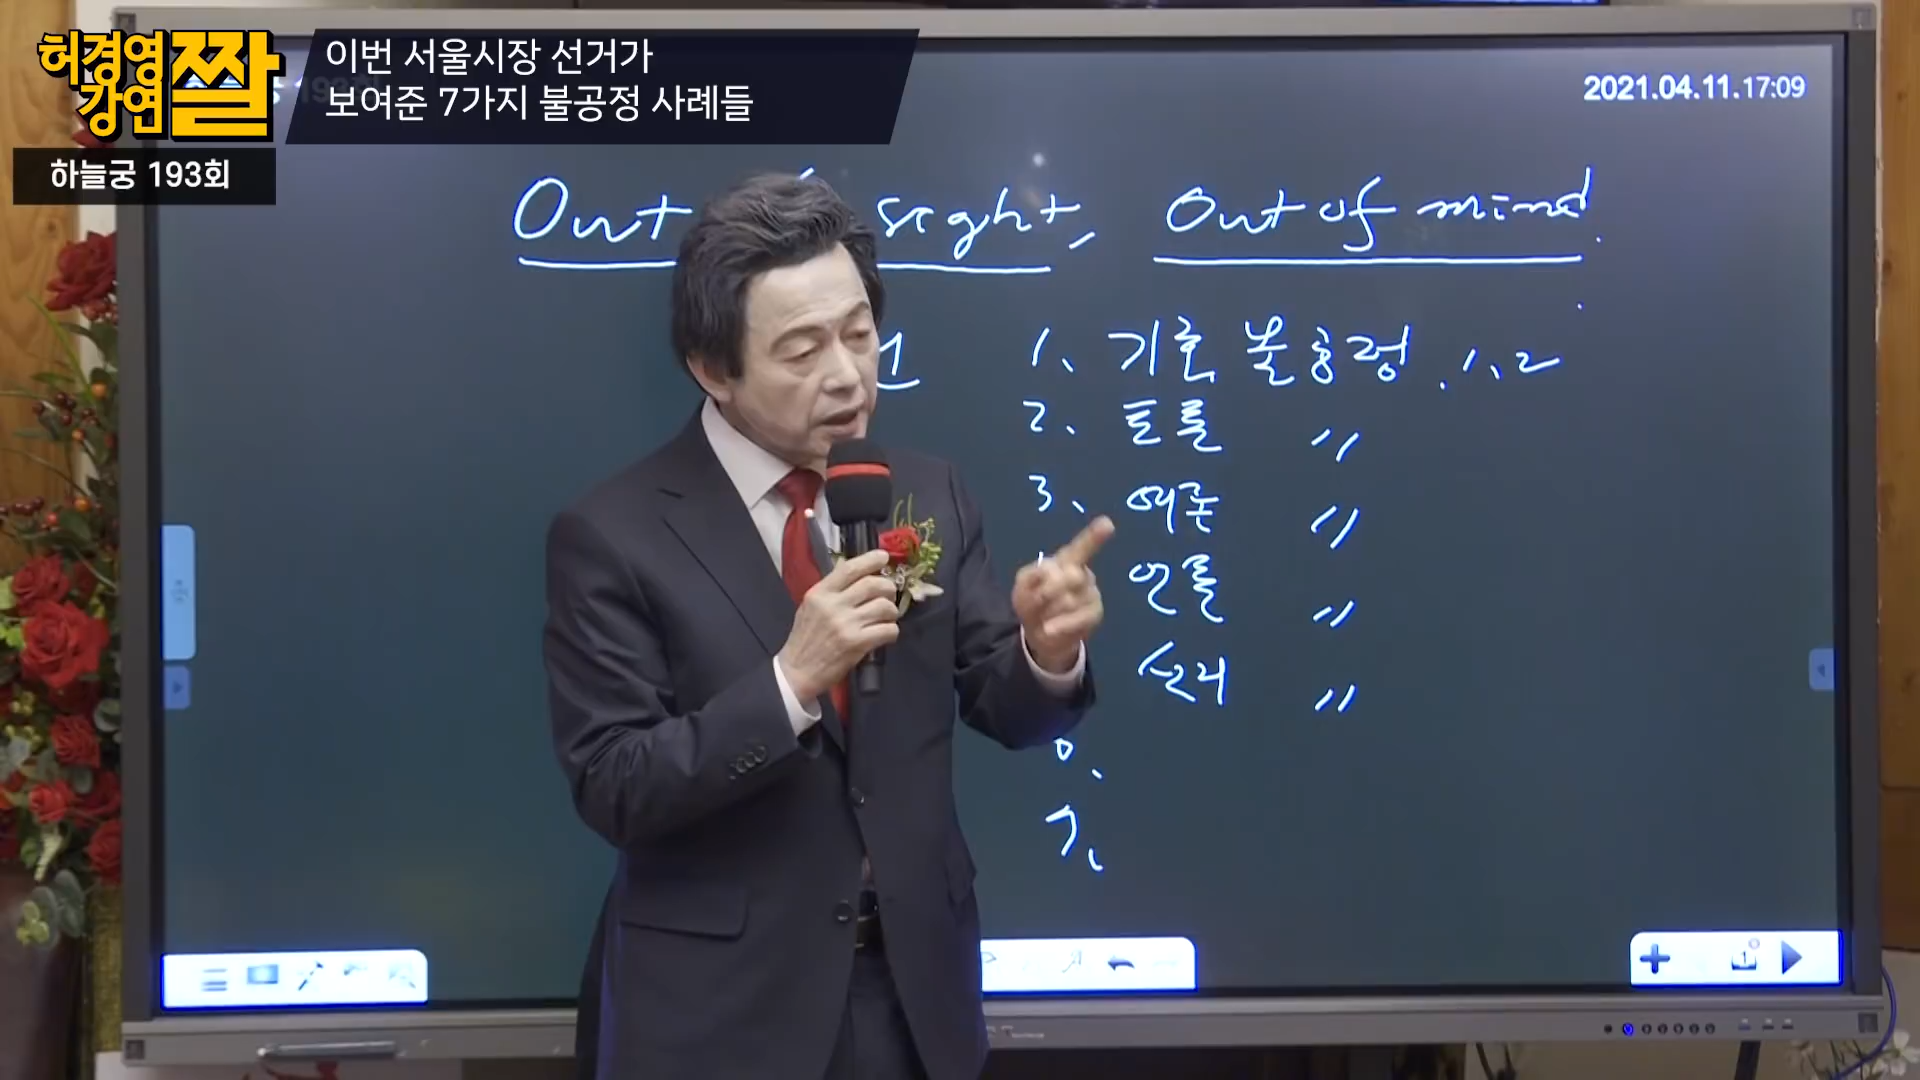 허경영
강연 짤
이번 서울시장 선거가
보여준 7가지 불공정 사례들
2021.04.11.17:09
하늘궁 193회
Out sight, Out of mind.
1、기호 불공정 . 1、2
2、토론 〃
3、여론 〃
언론 〃
선거 〃
6、
7、